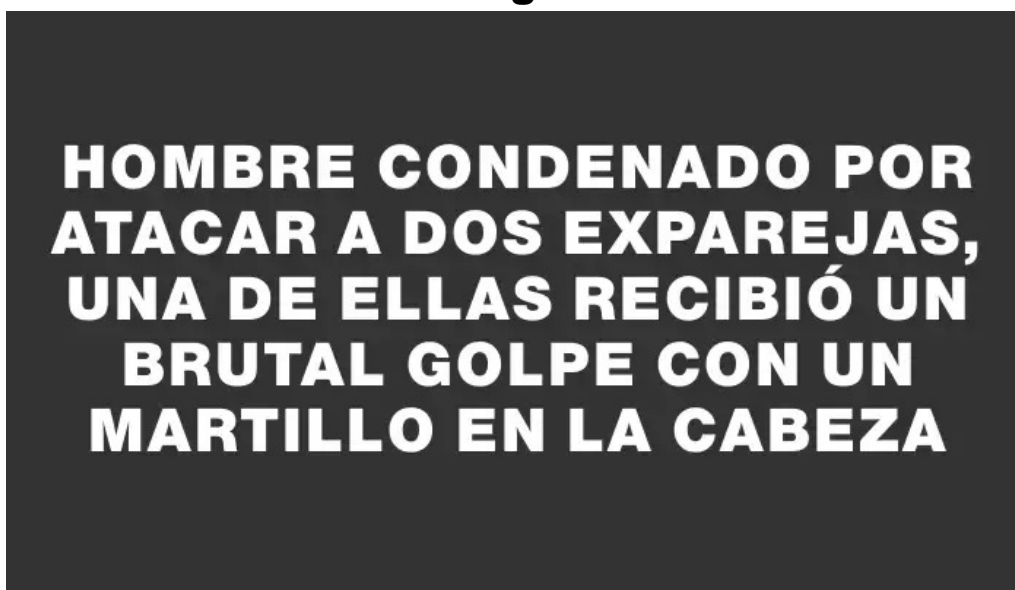 HOMBRE CONDENADO POR
ATACAR A DOS EXPAREJAS,
UNA DE ELLAS RECIBIÓ UN
BRUTAL GOLPE CON UN
MARTILLO EN LA CABEZA